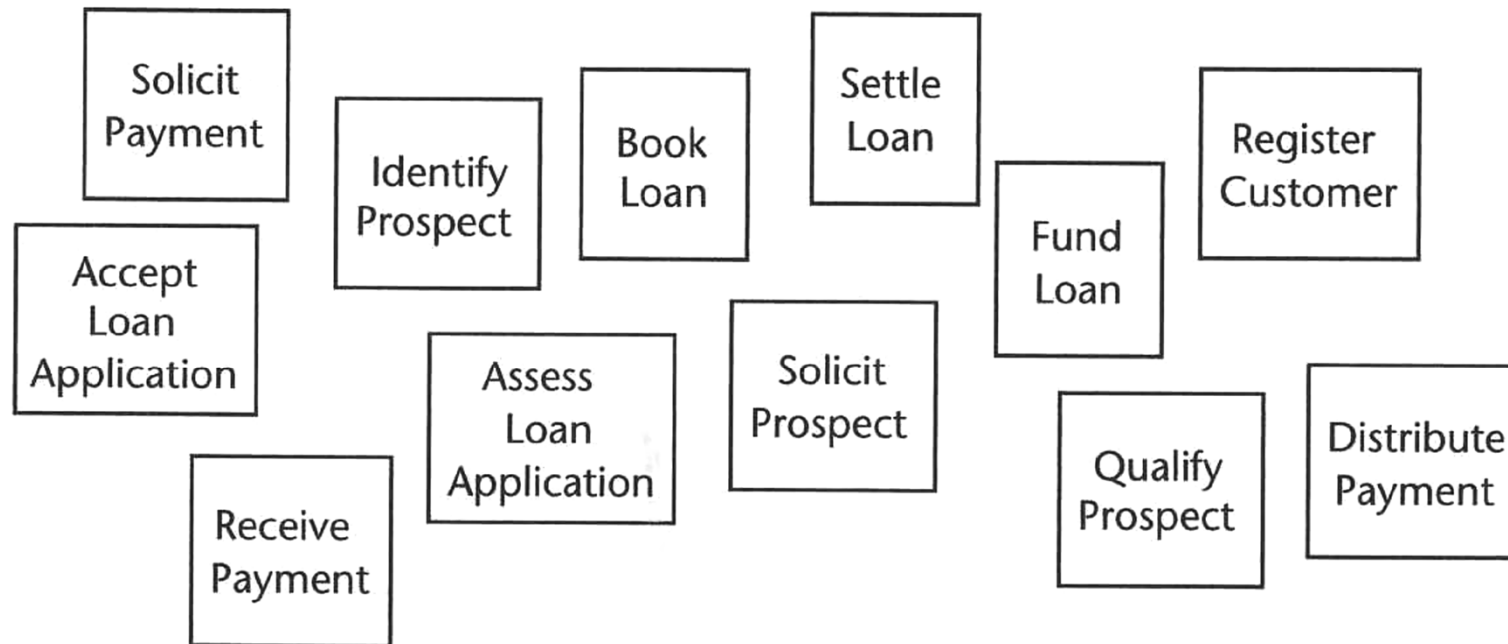 Solicit
Payment
Identify
Prospect
Book
Loan
Settle
Loan
Register
Customer
Fund
Loan
Accept
Loan
Application
Assess
Loan
Application
Solicit
Prospect
Qualify
Prospect
Distribute
Payment
Receive
Payment